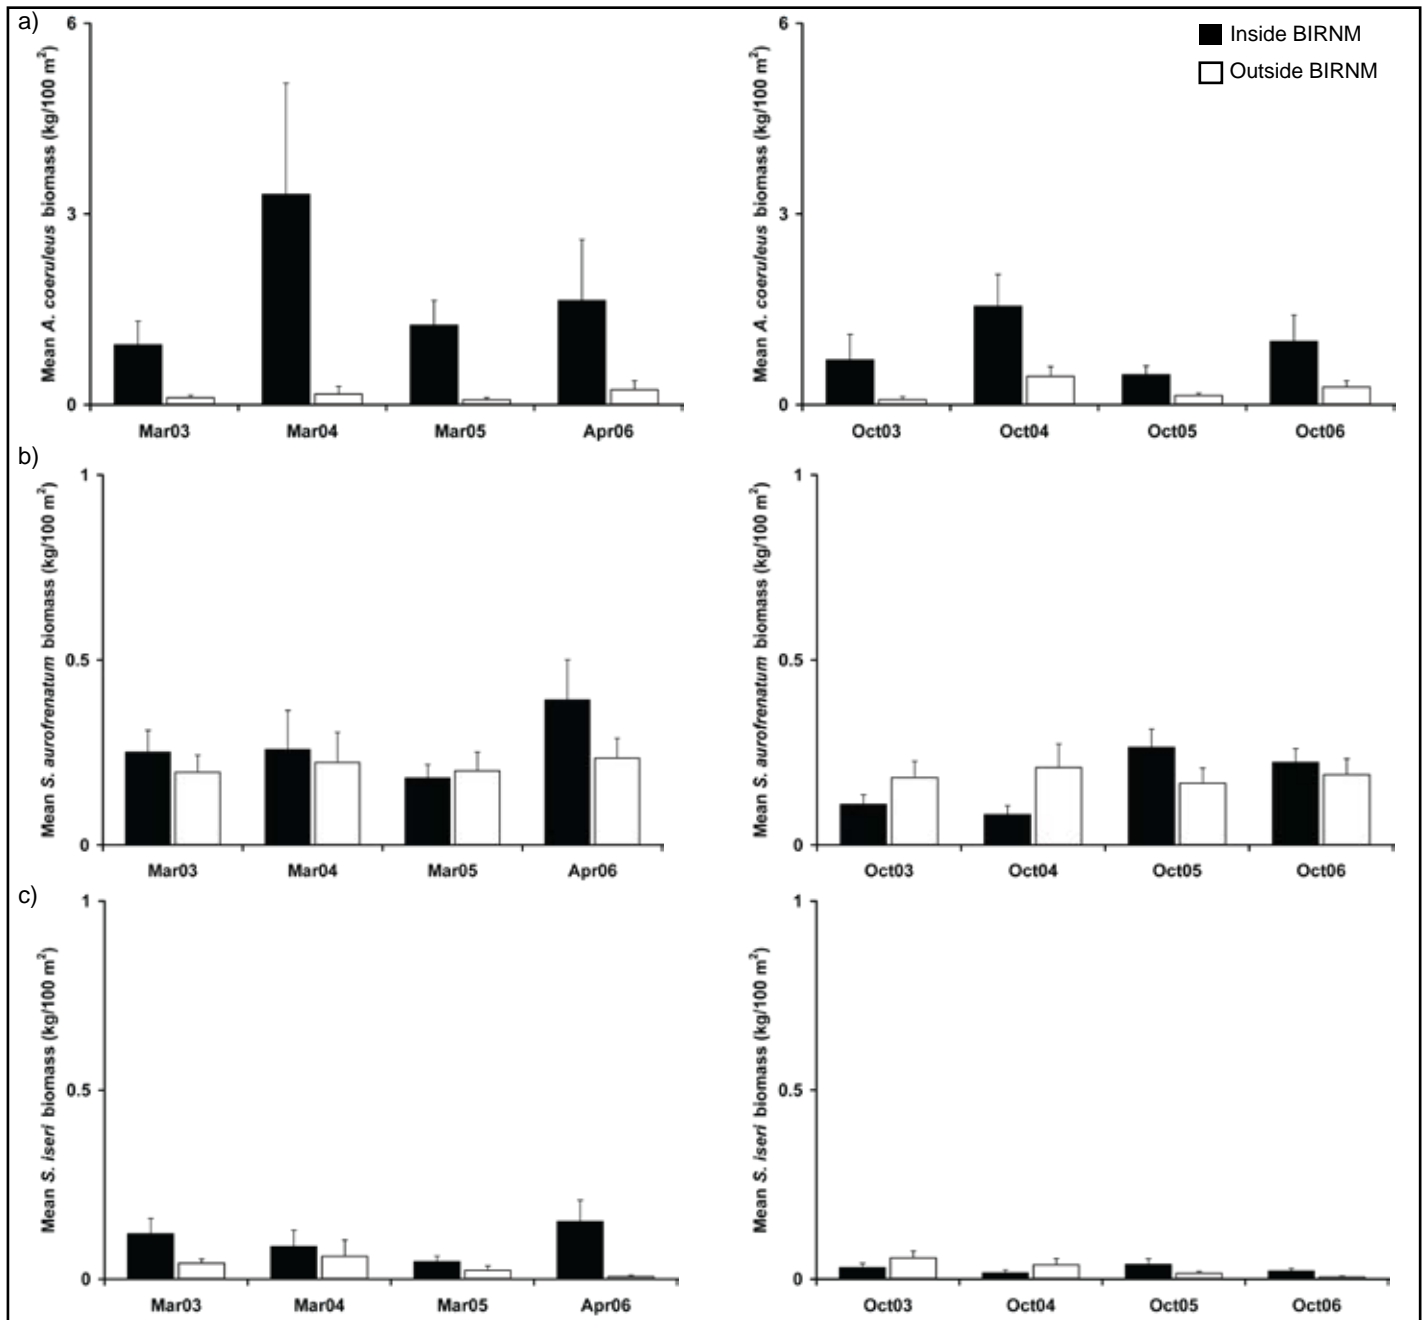 a)
Mean A. coeruleus biomass (kg/100 m²)
6
3
0
Mar03 Mar04 Mar05 Apr06
Mean A. coeruleus biomass (kg/100 m²)
6
3
0
Oct03 Oct04 Oct05 Oct06
Inside BIRNM
Outside BIRNM
b)
Mean S. aurofrenatum biomass (kg/100 m²)
1
0.5
0
Mar03 Mar04 Mar05 Apr06
Mean S. aurofrenatum biomass (kg/100 m²)
1
0.5
0
Oct03 Oct04 Oct05 Oct06
c)
Mean S. iseri biomass (kg/100 m²)
1
0.5
0
Mar03 Mar04 Mar05 Apr06
Mean S. iseri biomass (kg/100 m²)
1
0.5
0
Oct03 Oct04 Oct05 Oct06